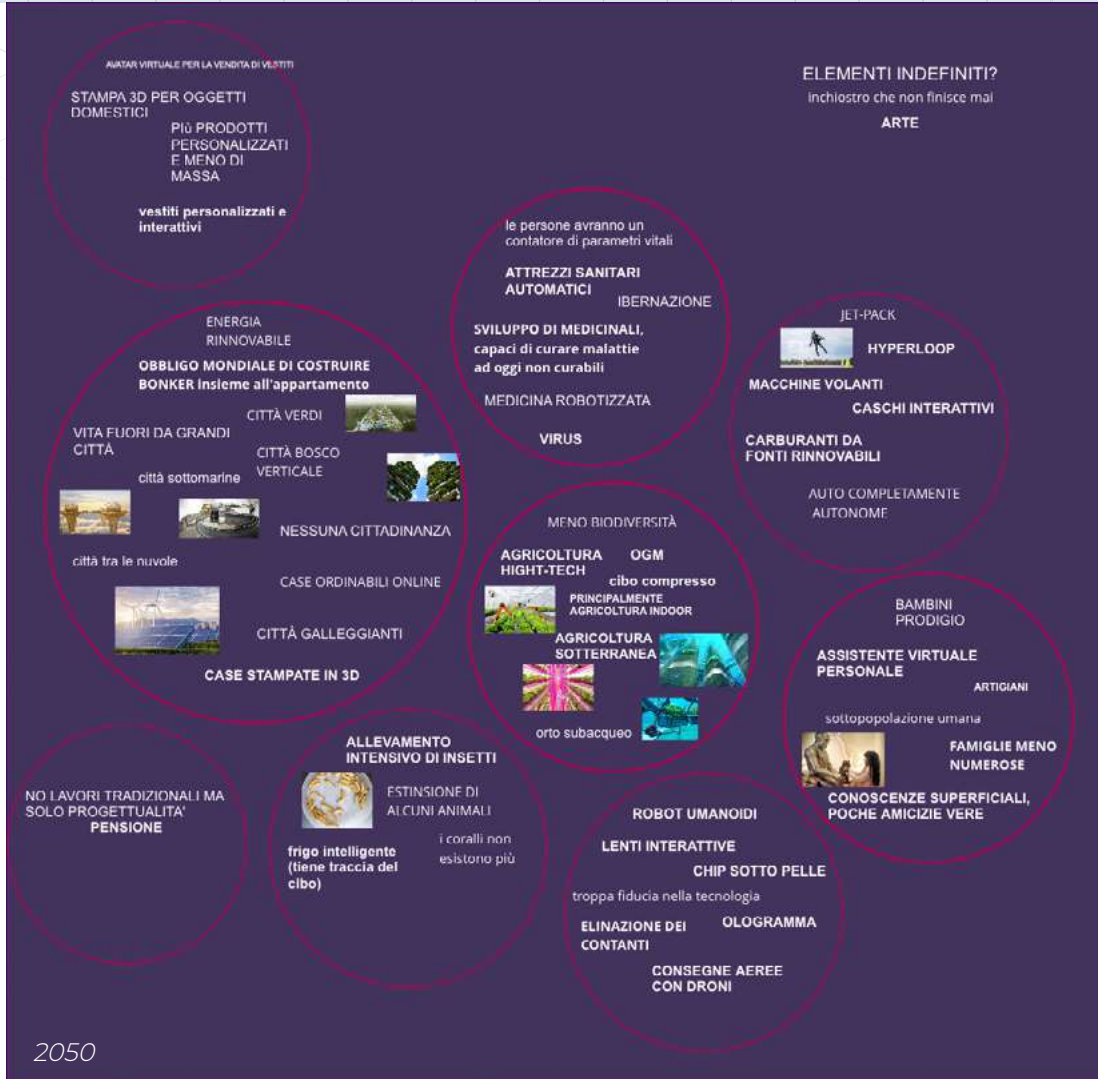 AVATAR VIRTUALE PER LA VENDITA DI VESTITI
STAMPA 3D PER OGGETTI
DOMESTICI
PIù PRODOTTI
PERSONALIZZATI
E MENO DI
MASSA
vestiti personalizzati e
interattivi
ELEMENTI INDEFINITI?
inchiostro che non finisce mai
ARTE
le persone avranno un
contatore di parametri vitali
ATTREZZI SANITARI
AUTOMATICI
IBERNAZIONE
SVILUPPO DI MEDICINALI,
capaci di curare malattie
ad oggi non curabili
MEDICINA ROBOTIZZATA
VIRUS
ENERGIA
RINNOVABILE
OBBLIGO MONDIALE DI COSTRUIRE
BONKER insieme all'appartamento
CITTÀ VERDI
VITA FUORI DA GRANDI
CITTÀ
CITTÀ BOSCO
VERTICALE
città sottomarine
NESSUNA CITTADINANZA
città tra le nuvole
CASE ORDINABILI ONLINE
CITTÀ GALLEGGIANTI
CASE STAMPATE IN 3D
JET-PACK
HYPERLOOP
MACCHINE VOLANTI
CASCHI INTERATTIVI
CARBURANTI DA
FONTI RINNOVABILI
AUTO COMPLETAMENTE
AUTONOME
MENO BIODIVERSITÀ
AGRICOLTURA
HIGHT-TECH
OGM
cibo compresso
PRINCIPALMENTE
AGRICOLTURA INDOOR
AGRICOLTURA
SOTTERRANEA
orto subacqueo
BAMBINI
PRODIGIO
ASSISTENTE VIRTUALE
PERSONALE
ARTIGIANI
sottopopolazione umana
FAMIGLIE MENO
NUMEROSE
CONOSCENZE SUPERFICIALI,
POCHE AMICIZIE VERE
NO LAVORI TRADIZIONALI MA
SOLO PROGETTUALITA'
PENSIONE
ALLEVAMENTO
INTENSIVO DI INSETTI
ESTINSIONE DI
ALCUNI ANIMALI
i coralli non
esistono più
frigo intelligente
(tiene traccia del
cibo)
ROBOT UMANOIDI
LENTI INTERATTIVE
CHIP SOTTO PELLE
troppa fiducia nella tecnologia
ELINAZIONE DEI
CONTANTI
OLOGRAMMA
CONSEGNE AEREE
CON DRONI
2050